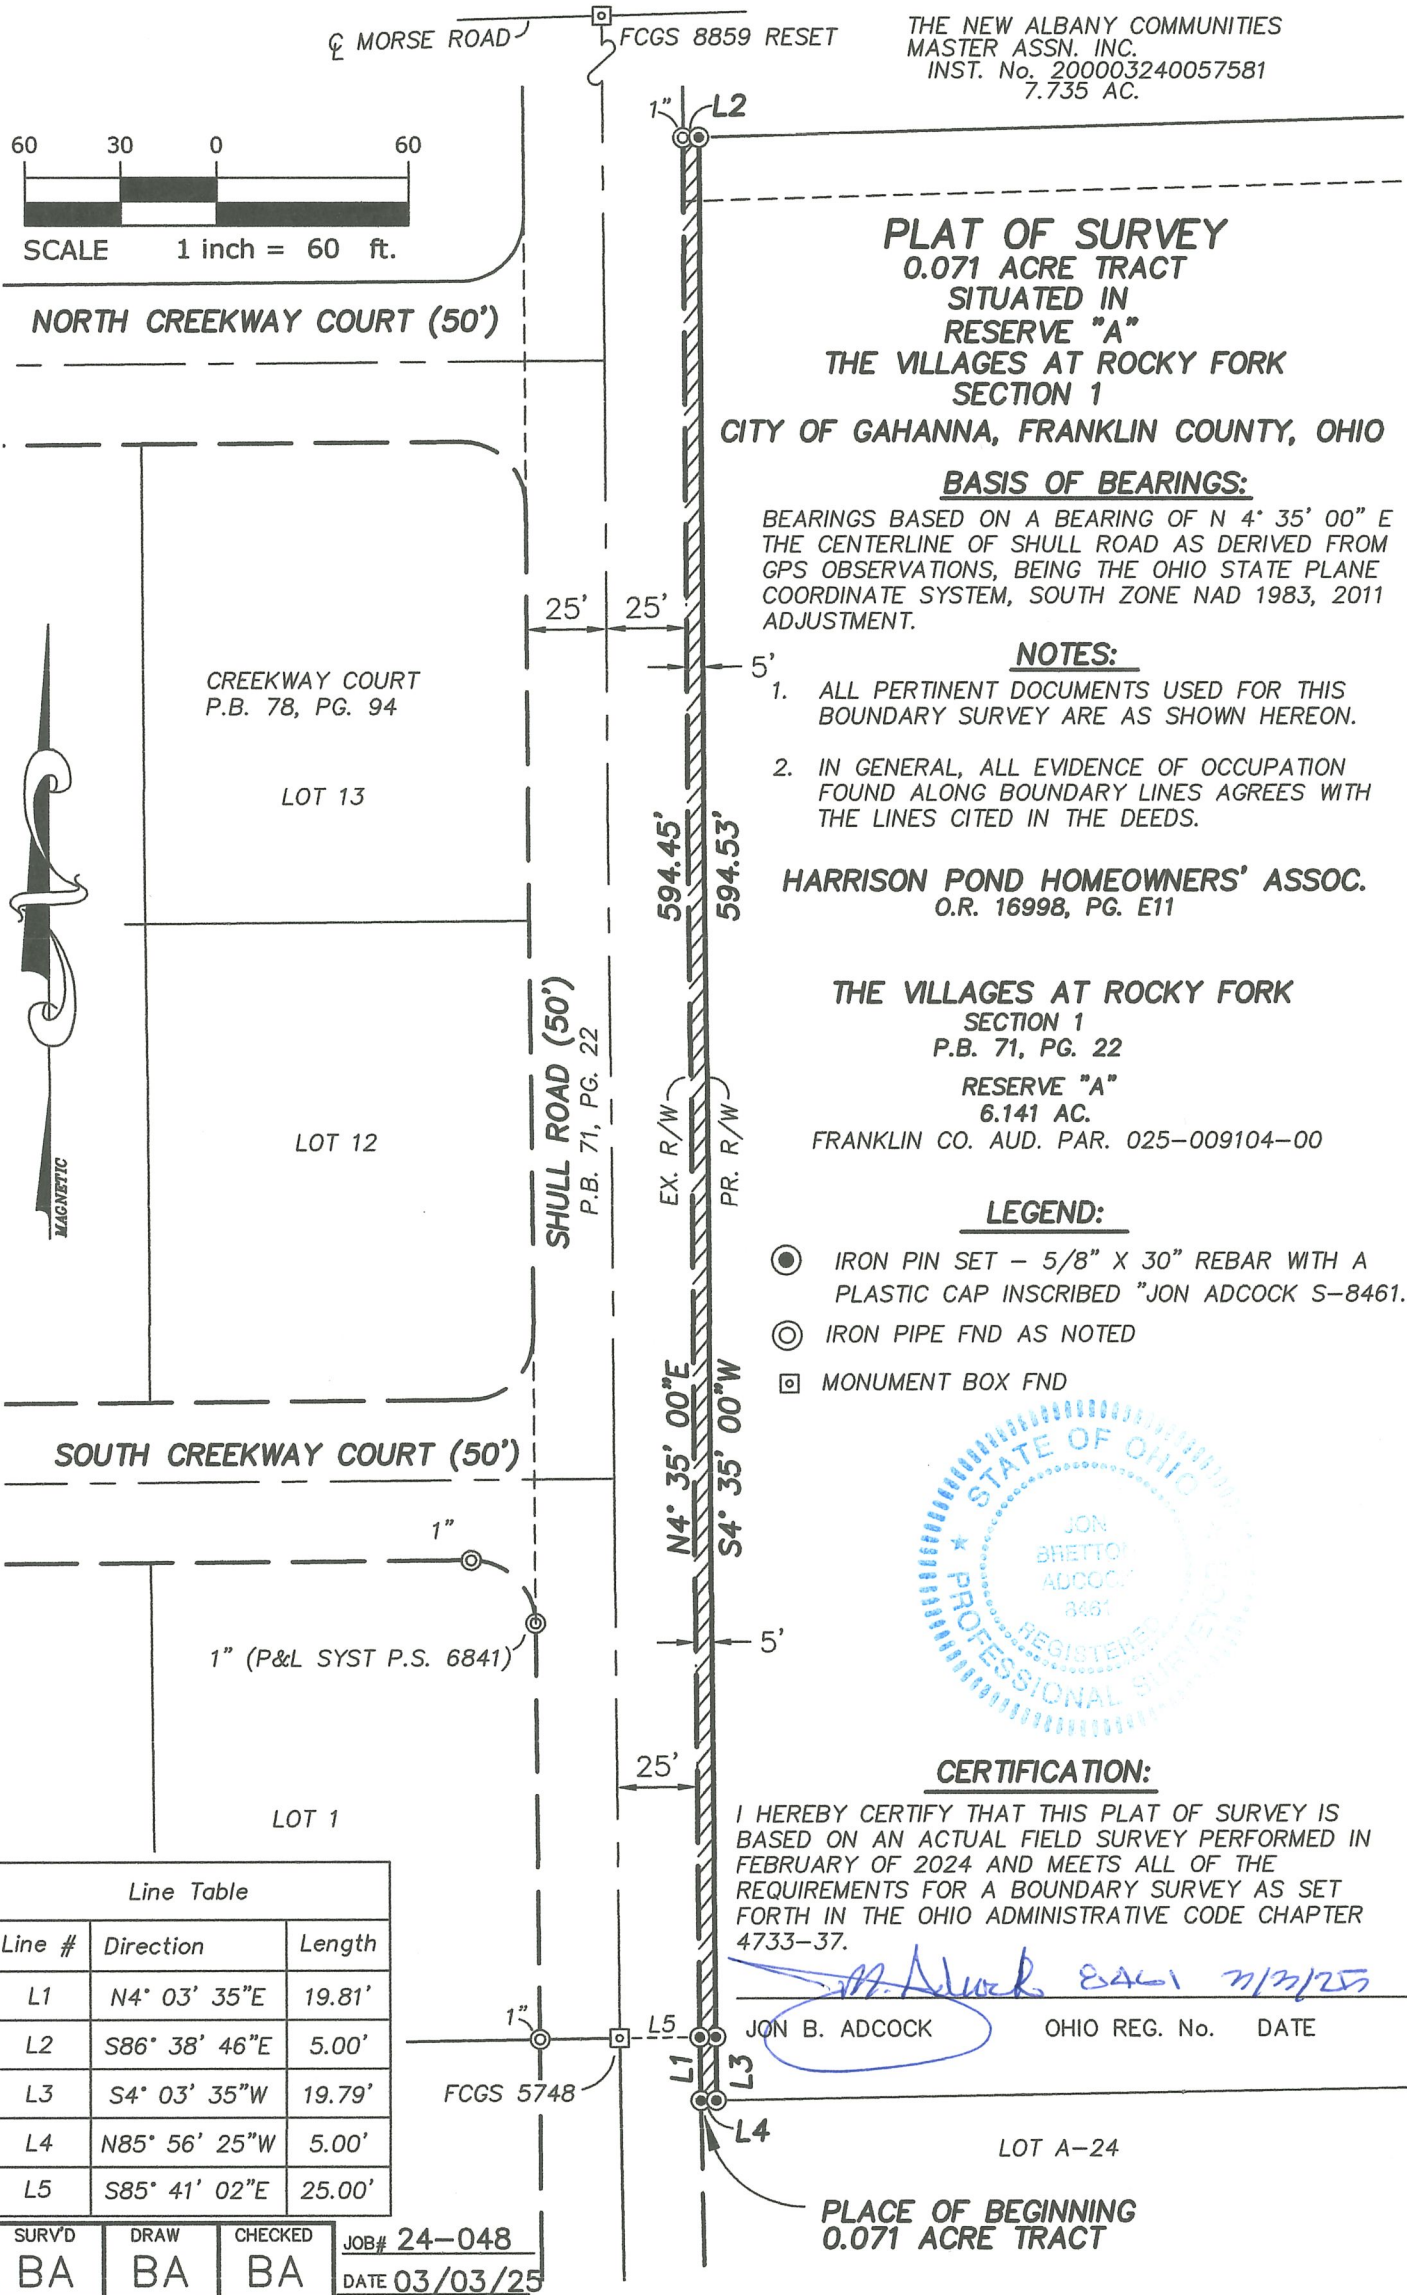 ℄ MORSE ROAD
FCGS 8859 RESET
THE NEW ALBANY COMMUNITIES
MASTER ASSN. INC.
INST. No. 200003240057581
7.735 AC.
1"
L2
60 30 0 60
SCALE 1 inch = 60 ft.
NORTH CREEKWAY COURT (50')
PLAT OF SURVEY
0.071 ACRE TRACT
SITUATED IN
RESERVE "A"
THE VILLAGES AT ROCKY FORK
SECTION 1
CITY OF GAHANNA, FRANKLIN COUNTY, OHIO
BASIS OF BEARINGS:
BEARINGS BASED ON A BEARING OF N 4° 35' 00" E
THE CENTERLINE OF SHULL ROAD AS DERIVED FROM
GPS OBSERVATIONS, BEING THE OHIO STATE PLANE
COORDINATE SYSTEM, SOUTH ZONE NAD 1983, 2011
ADJUSTMENT.
25' 25'
5'
NOTES:
1. ALL PERTINENT DOCUMENTS USED FOR THIS
BOUNDARY SURVEY ARE AS SHOWN HEREON.
2. IN GENERAL, ALL EVIDENCE OF OCCUPATION
FOUND ALONG BOUNDARY LINES AGREES WITH
THE LINES CITED IN THE DEEDS.
CREEKWAY COURT
P.B. 78, PG. 94
LOT 13
594.45'
594.53'
HARRISON POND HOMEOWNERS' ASSOC.
O.R. 16998, PG. E11
THE VILLAGES AT ROCKY FORK
SECTION 1
P.B. 71, PG. 22
RESERVE "A"
6.141 AC.
FRANKLIN CO. AUD. PAR. 025-009104-00
SHULL ROAD (50')
P.B. 71, PG. 22
EX. R/W
PR. R/W
LOT 12
MAGNETIC
LEGEND:
IRON PIN SET - 5/8" X 30" REBAR WITH A
PLASTIC CAP INSCRIBED "JON ADCOCK S-8461.
IRON PIPE FND AS NOTED
MONUMENT BOX FND
N4° 35' 00"E
S4° 35' 00"W
SOUTH CREEKWAY COURT (50')
STATE OF OHIO
JON
BRETTON
ADCOCK
8461
REGISTERED
PROFESSIONAL
1"
1" (P&L SYST P.S. 6841)
5'
25'
LOT 1
CERTIFICATION:
I HEREBY CERTIFY THAT THIS PLAT OF SURVEY IS
BASED ON AN ACTUAL FIELD SURVEY PERFORMED IN
FEBRUARY OF 2024 AND MEETS ALL OF THE
REQUIREMENTS FOR A BOUNDARY SURVEY AS SET
FORTH IN THE OHIO ADMINISTRATIVE CODE CHAPTER
4733-37.
8461 3/3/25
JON B. ADCOCK OHIO REG. No. DATE
Line Table
Line # Direction Length
L1 N4° 03' 35"E 19.81'
L2 S86° 38' 46"E 5.00'
L3 S4° 03' 35"W 19.79'
L4 N85° 56' 25"W 5.00'
L5 S85° 41' 02"E 25.00'
1"
L5
FCGS 5748
L1
L3
L4
LOT A-24
PLACE OF BEGINNING
0.071 ACRE TRACT
SURV'D DRAW CHECKED
BA BA BA
JOB# 24-048
DATE 03/03/25